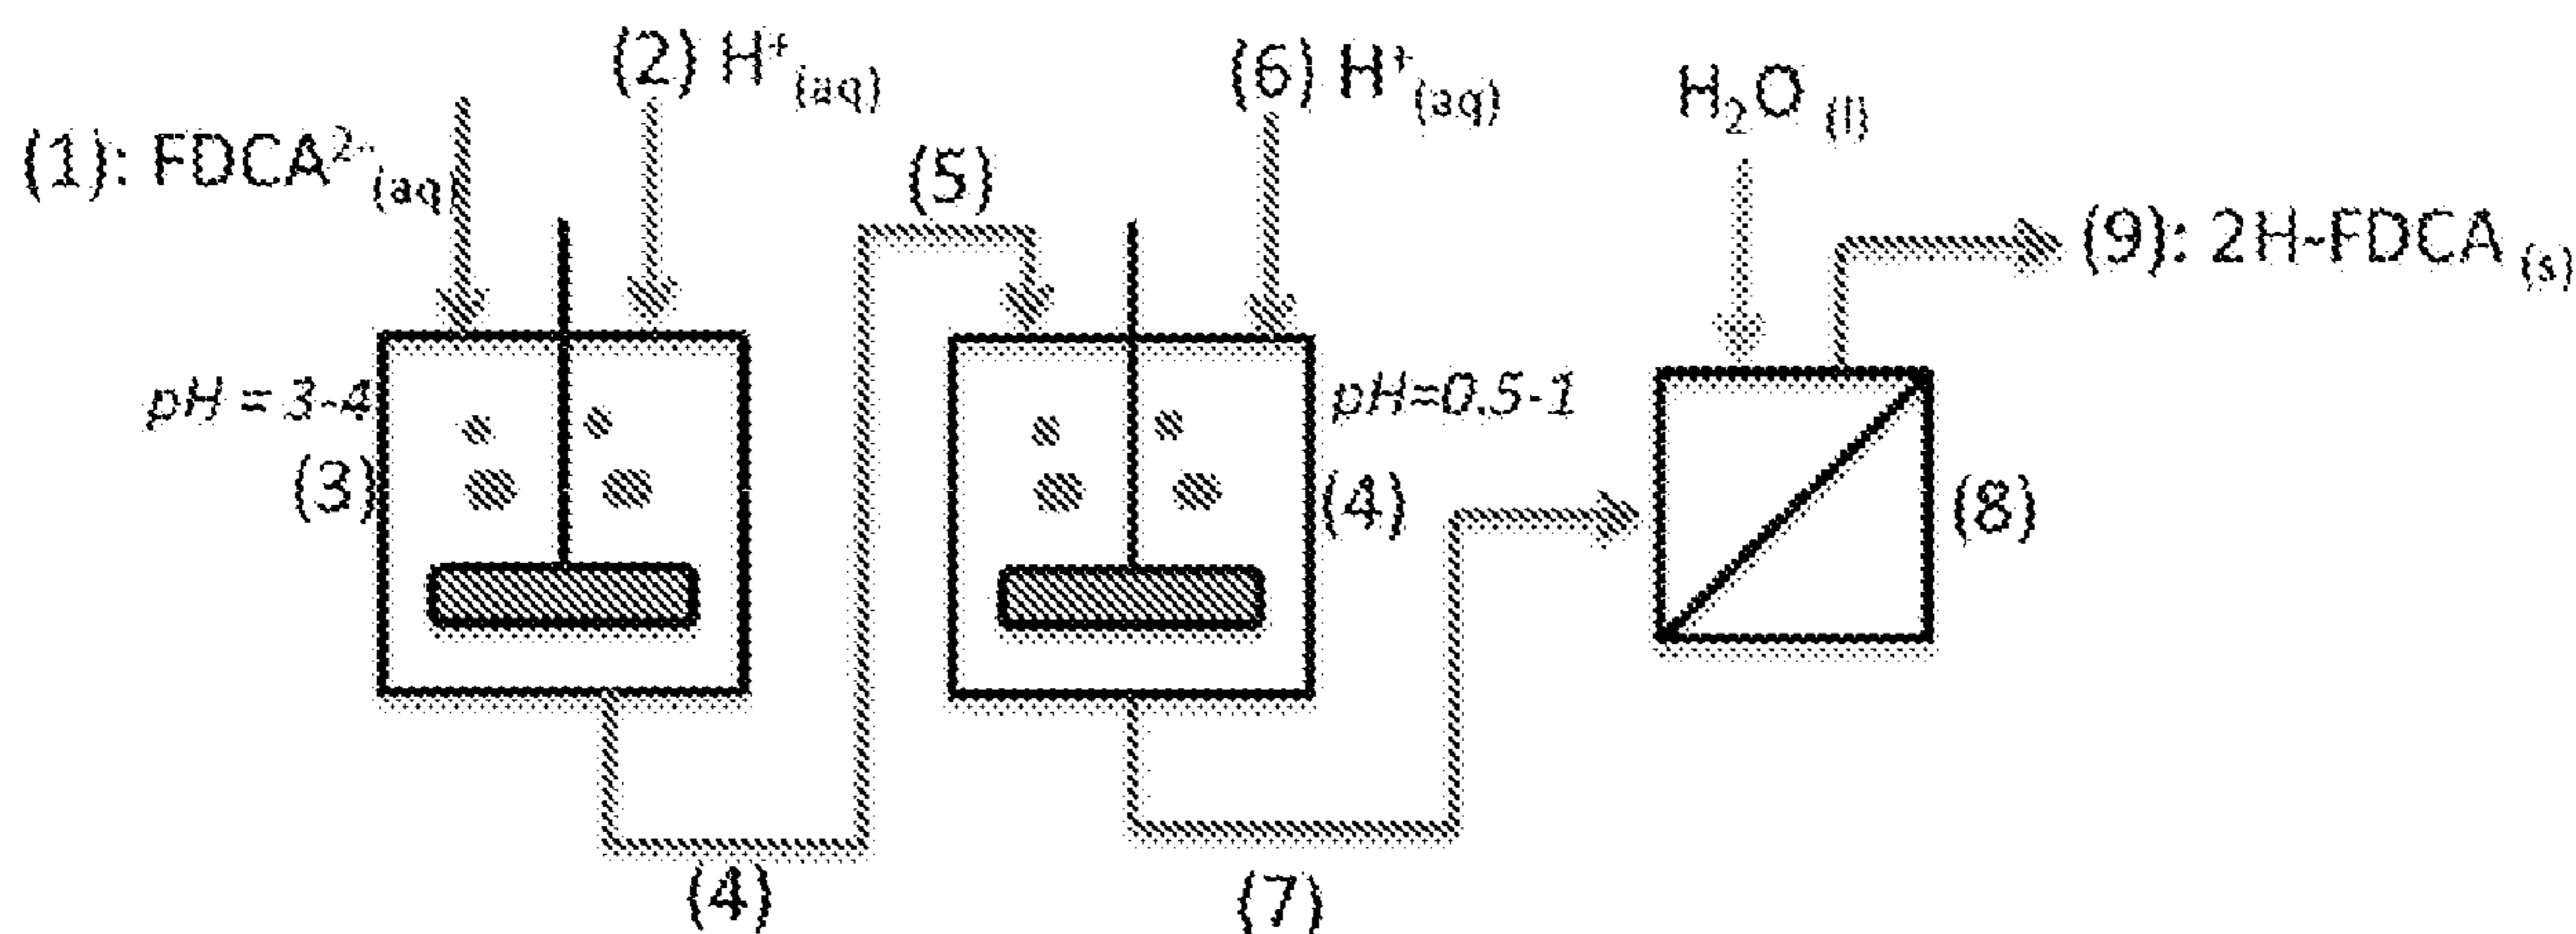 (2) H⁺(aq)
(6) H⁺(aq)
H₂O (l)
(1): FDCA²⁻(aq)
(5)
(9): 2H-FDCA (s)
pH = 3-4
pH=0.5-1
(3)
(4)
(8)
(4)
(7)